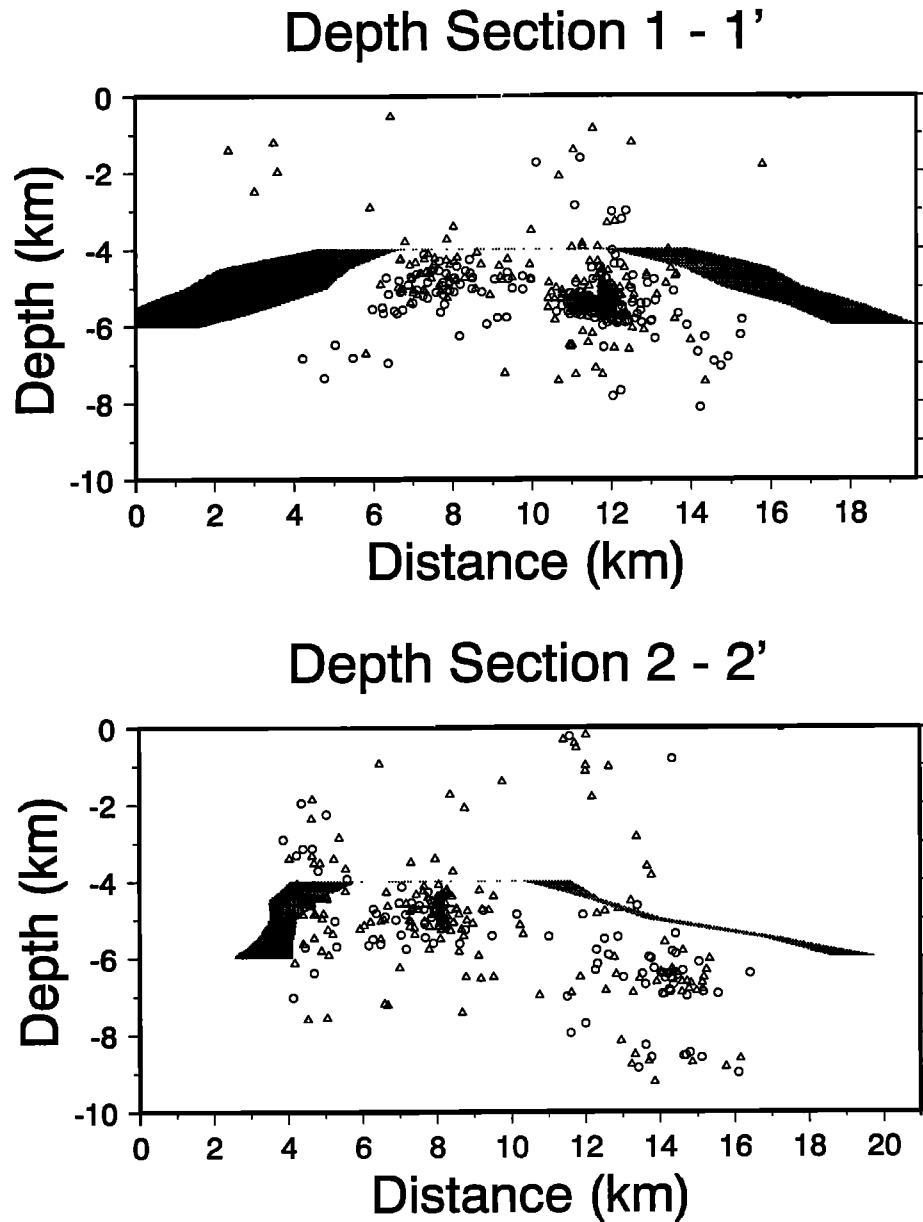 Depth Section 1 - 1'
0
-2
-4
-6
-8
-10
Depth (km)
0 2 4 6 8 10 12 14 16 18
Distance (km)
Depth Section 2 - 2'
0
-2
-4
-6
-8
-10
Depth (km)
0 2 4 6 8 10 12 14 16 18 20
Distance (km)